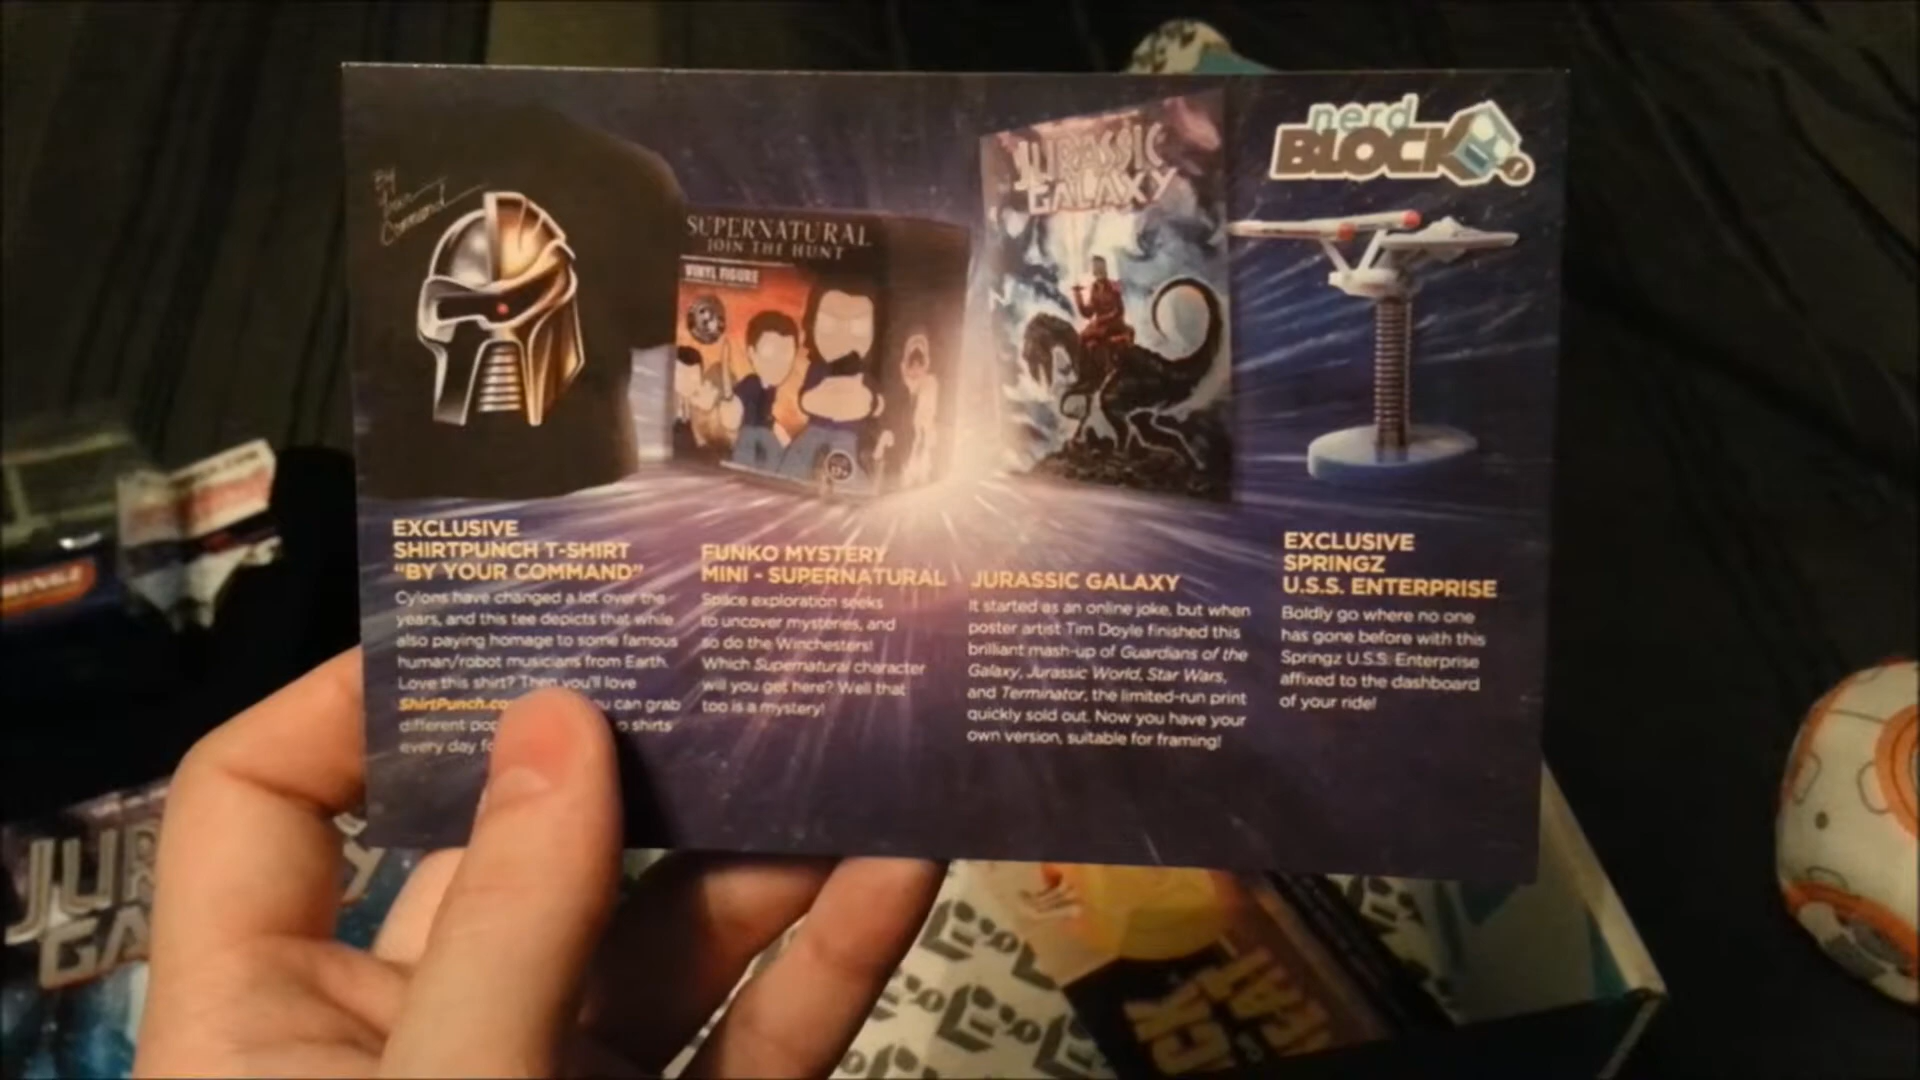 nerd
BLOCK
By
Your
Command
SUPERNATURAL
JOIN THE HUNT
VINYL FIGURE
JURASSIC
GALAXY
EXCLUSIVE
SHIRTPUNCH T-SHIRT
"BY YOUR COMMAND"
Cylons have changed a lot over the
years, and this tee depicts that while
also paying homage to some famous
human/robot musicians from Earth.
Love this shirt? Then you'll love
ShirtPunch.co can grab
different pop shirts
every day
FUNKO MYSTERY
MINI - SUPERNATURAL
Space exploration seeks
to uncover mysteries, and
so do the Winchesters!
Which Supernatural character
will you get here? Well that
too is a mystery!
JURASSIC GALAXY
It started as an online joke, but when
poster artist Tim Doyle finished this
brilliant mash-up of Guardians of the
Galaxy, Jurassic World, Star Wars,
and Terminator, the limited-run print
quickly sold out. Now you have your
own version, suitable for framing!
EXCLUSIVE
SPRINGZ
U.S.S. ENTERPRISE
Boldly go where no one
has gone before with this
Springz U.S.S. Enterprise
affixed to the dashboard
of your ride!
JUR
GA